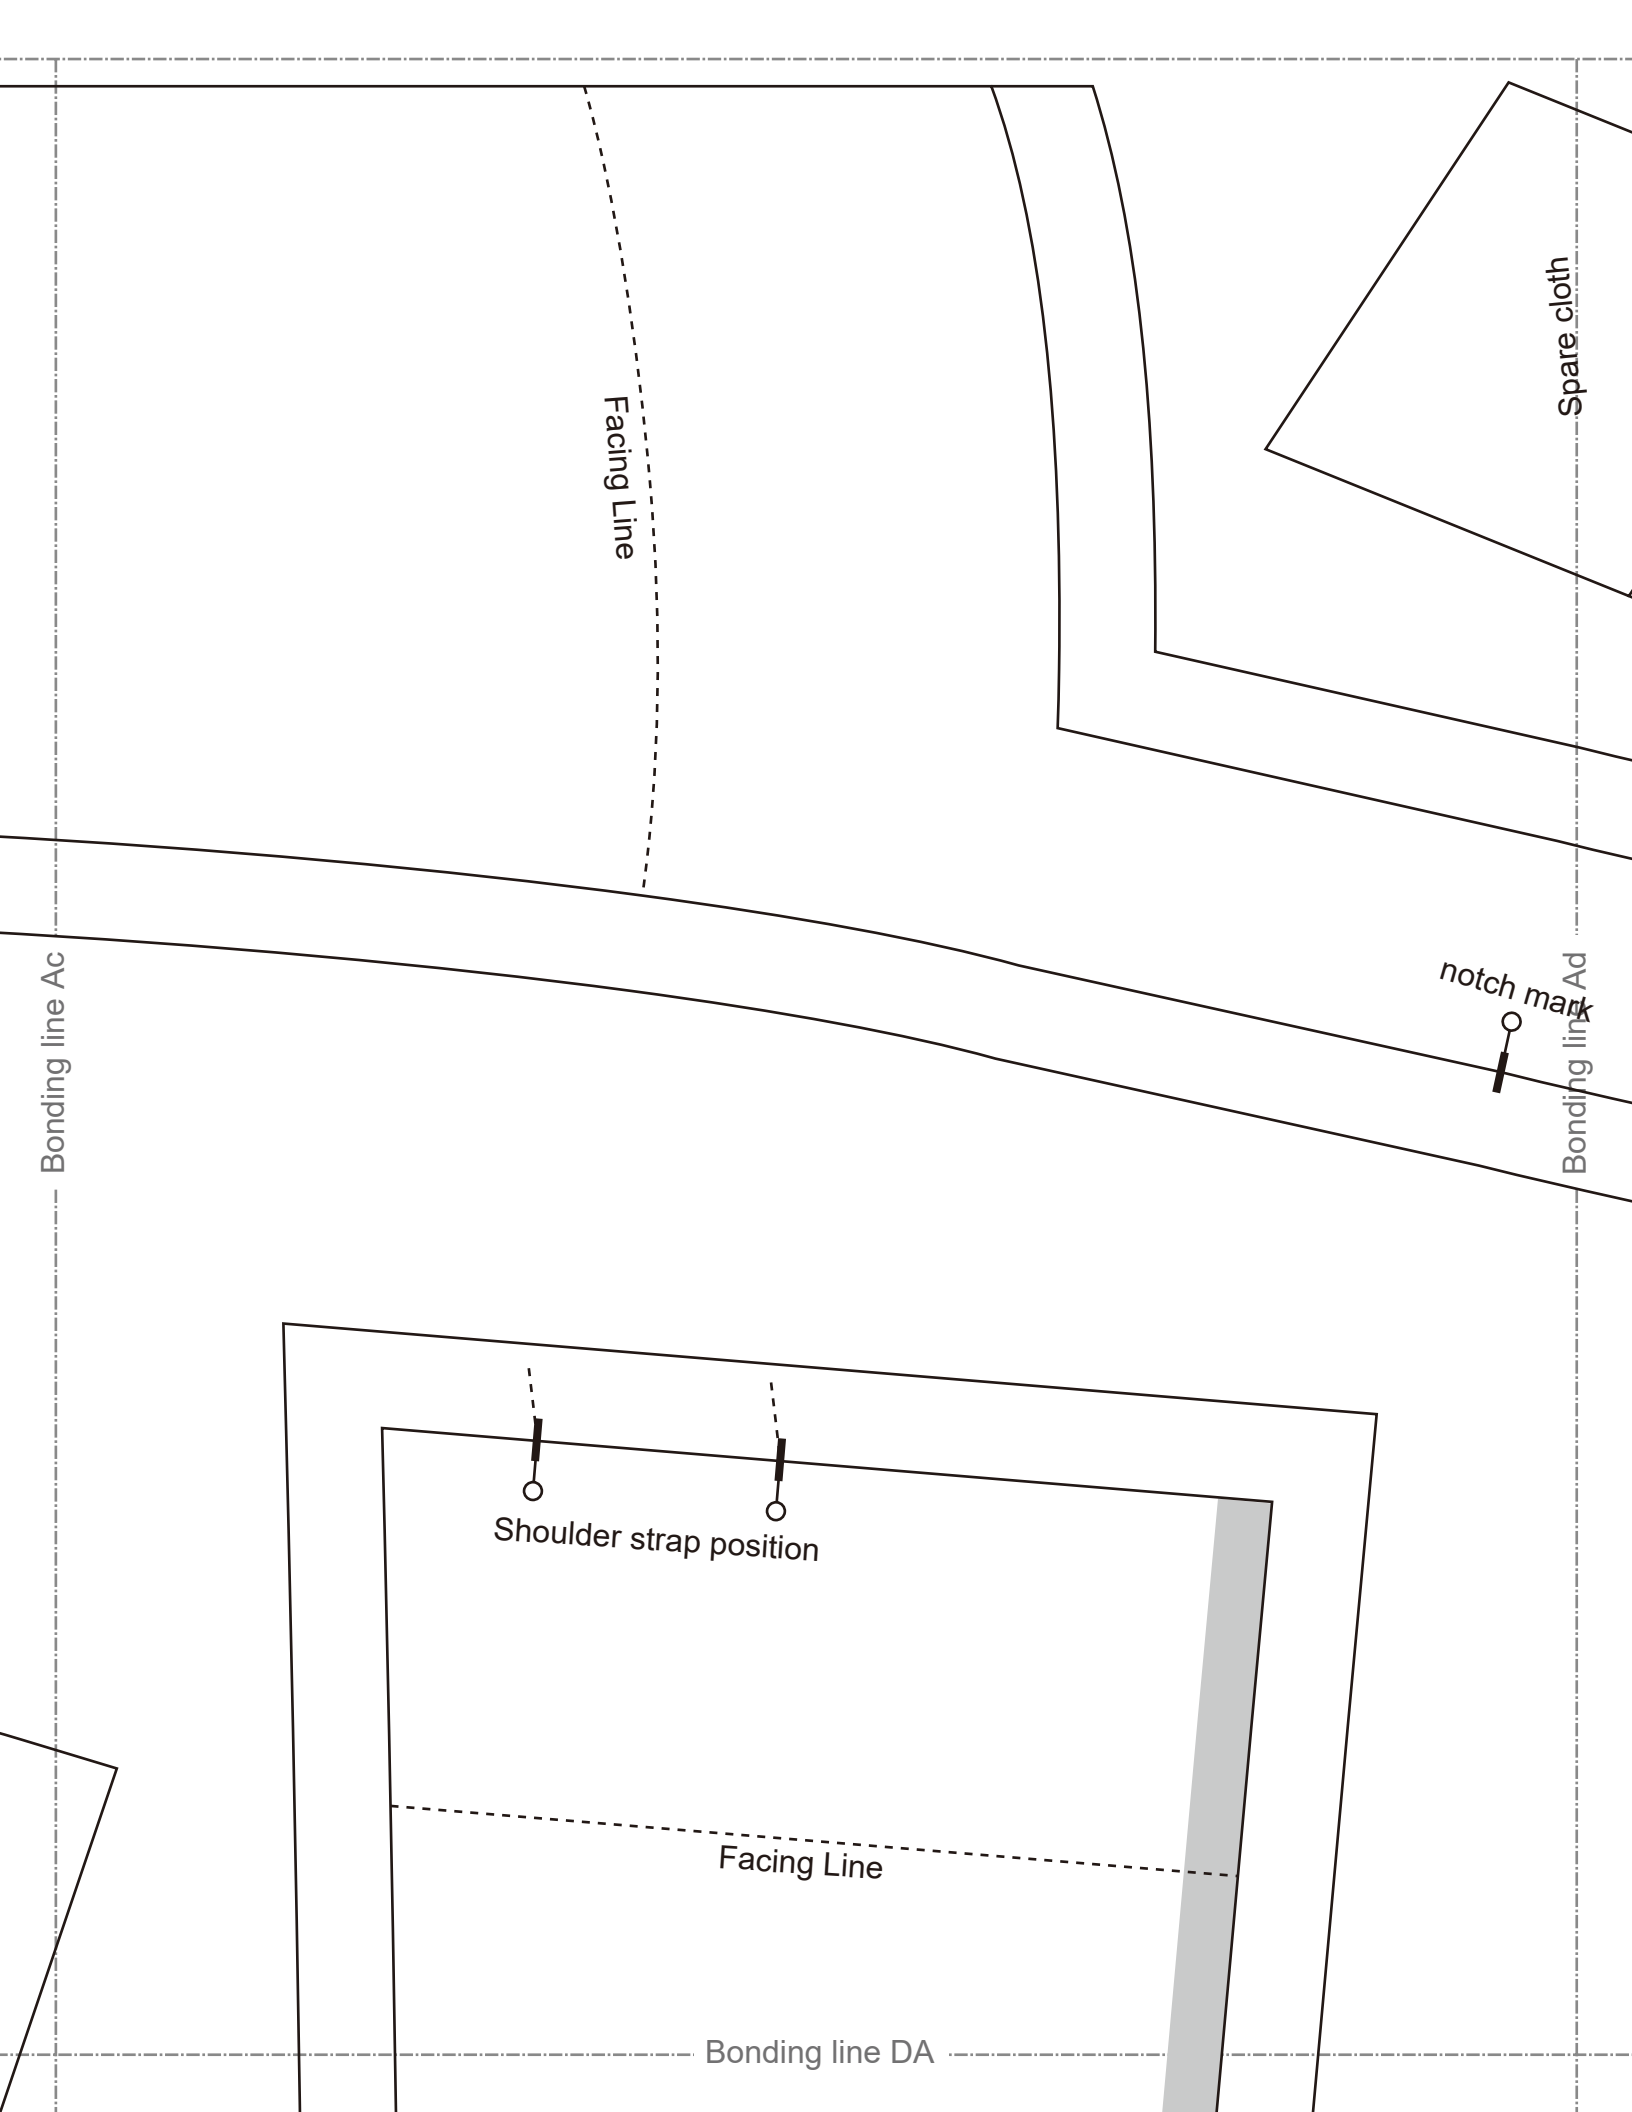 Spare cloth
Facing Line
Bonding line Ac
notch mark
Bonding line Ad
Shoulder strap position
Facing Line
Bonding line DA